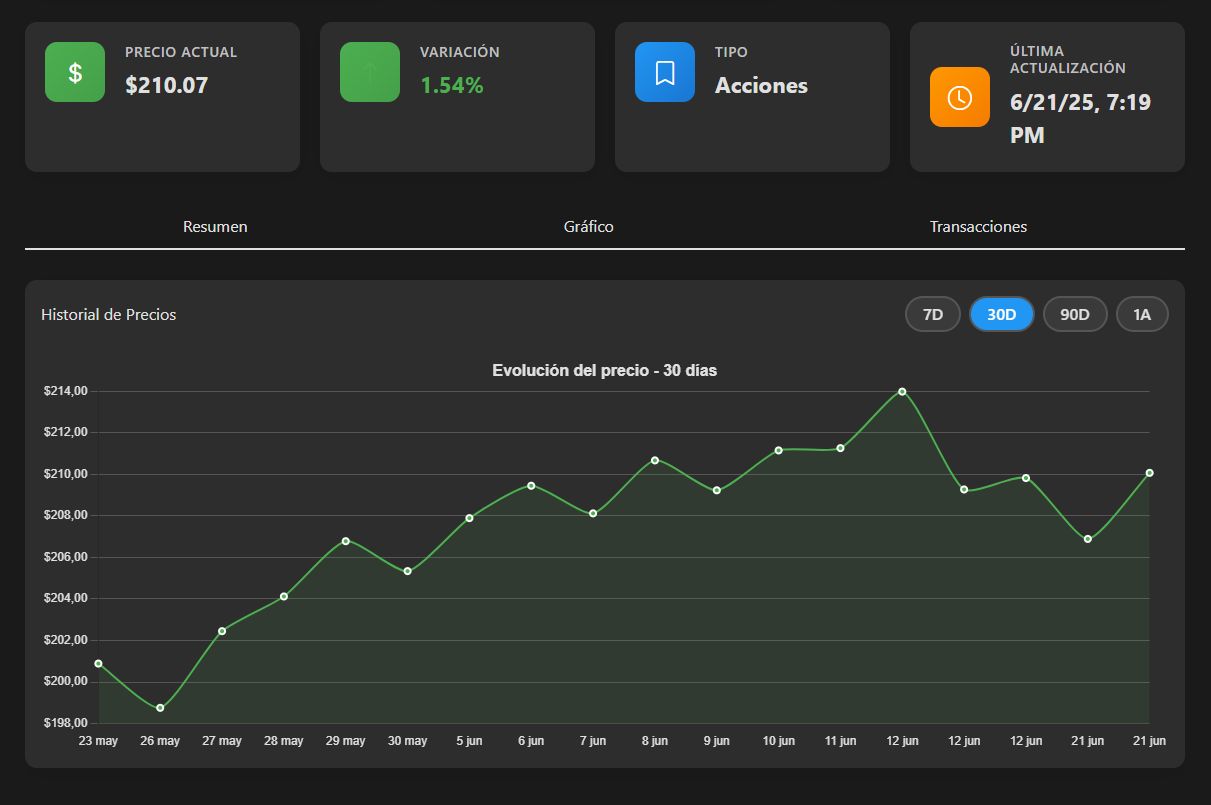 PRECIO ACTUAL
$210.07
VARIACIÓN
1.54%
TIPO
Acciones
ÚLTIMA
ACTUALIZACIÓN
6/21/25, 7:19
PM
Resumen
Gráfico
Transacciones
Historial de Precios
7D
30D
90D
1A
Evolución del precio - 30 días
$214,00
$212,00
$210,00
$208,00
$206,00
$204,00
$202,00
$200,00
$198,00
23 may
26 may
27 may
28 may
29 may
30 may
5 jun
6 jun
7 jun
8 jun
9 jun
10 jun
11 jun
12 jun
12 jun
12 jun
21 jun
21 jun